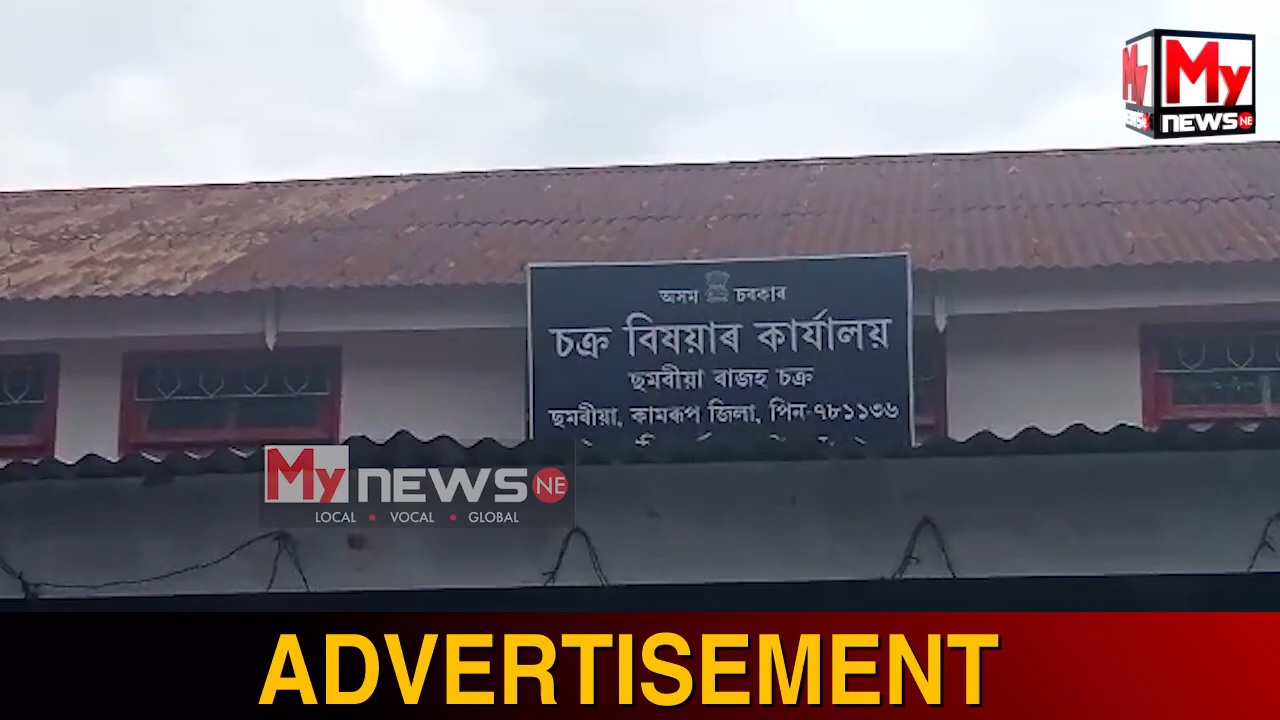 My
NEWS NE
অসম চৰকাৰ
চক্ৰ বিষয়াৰ কাৰ্যালয়
ছমৰীয়া ৰাজহ চক্ৰ
ছমৰীয়া, কামৰূপ জিলা, পিন-৭৮১১৩৬
My NEWS NE
LOCAL • VOCAL • GLOBAL
ADVERTISEMENT